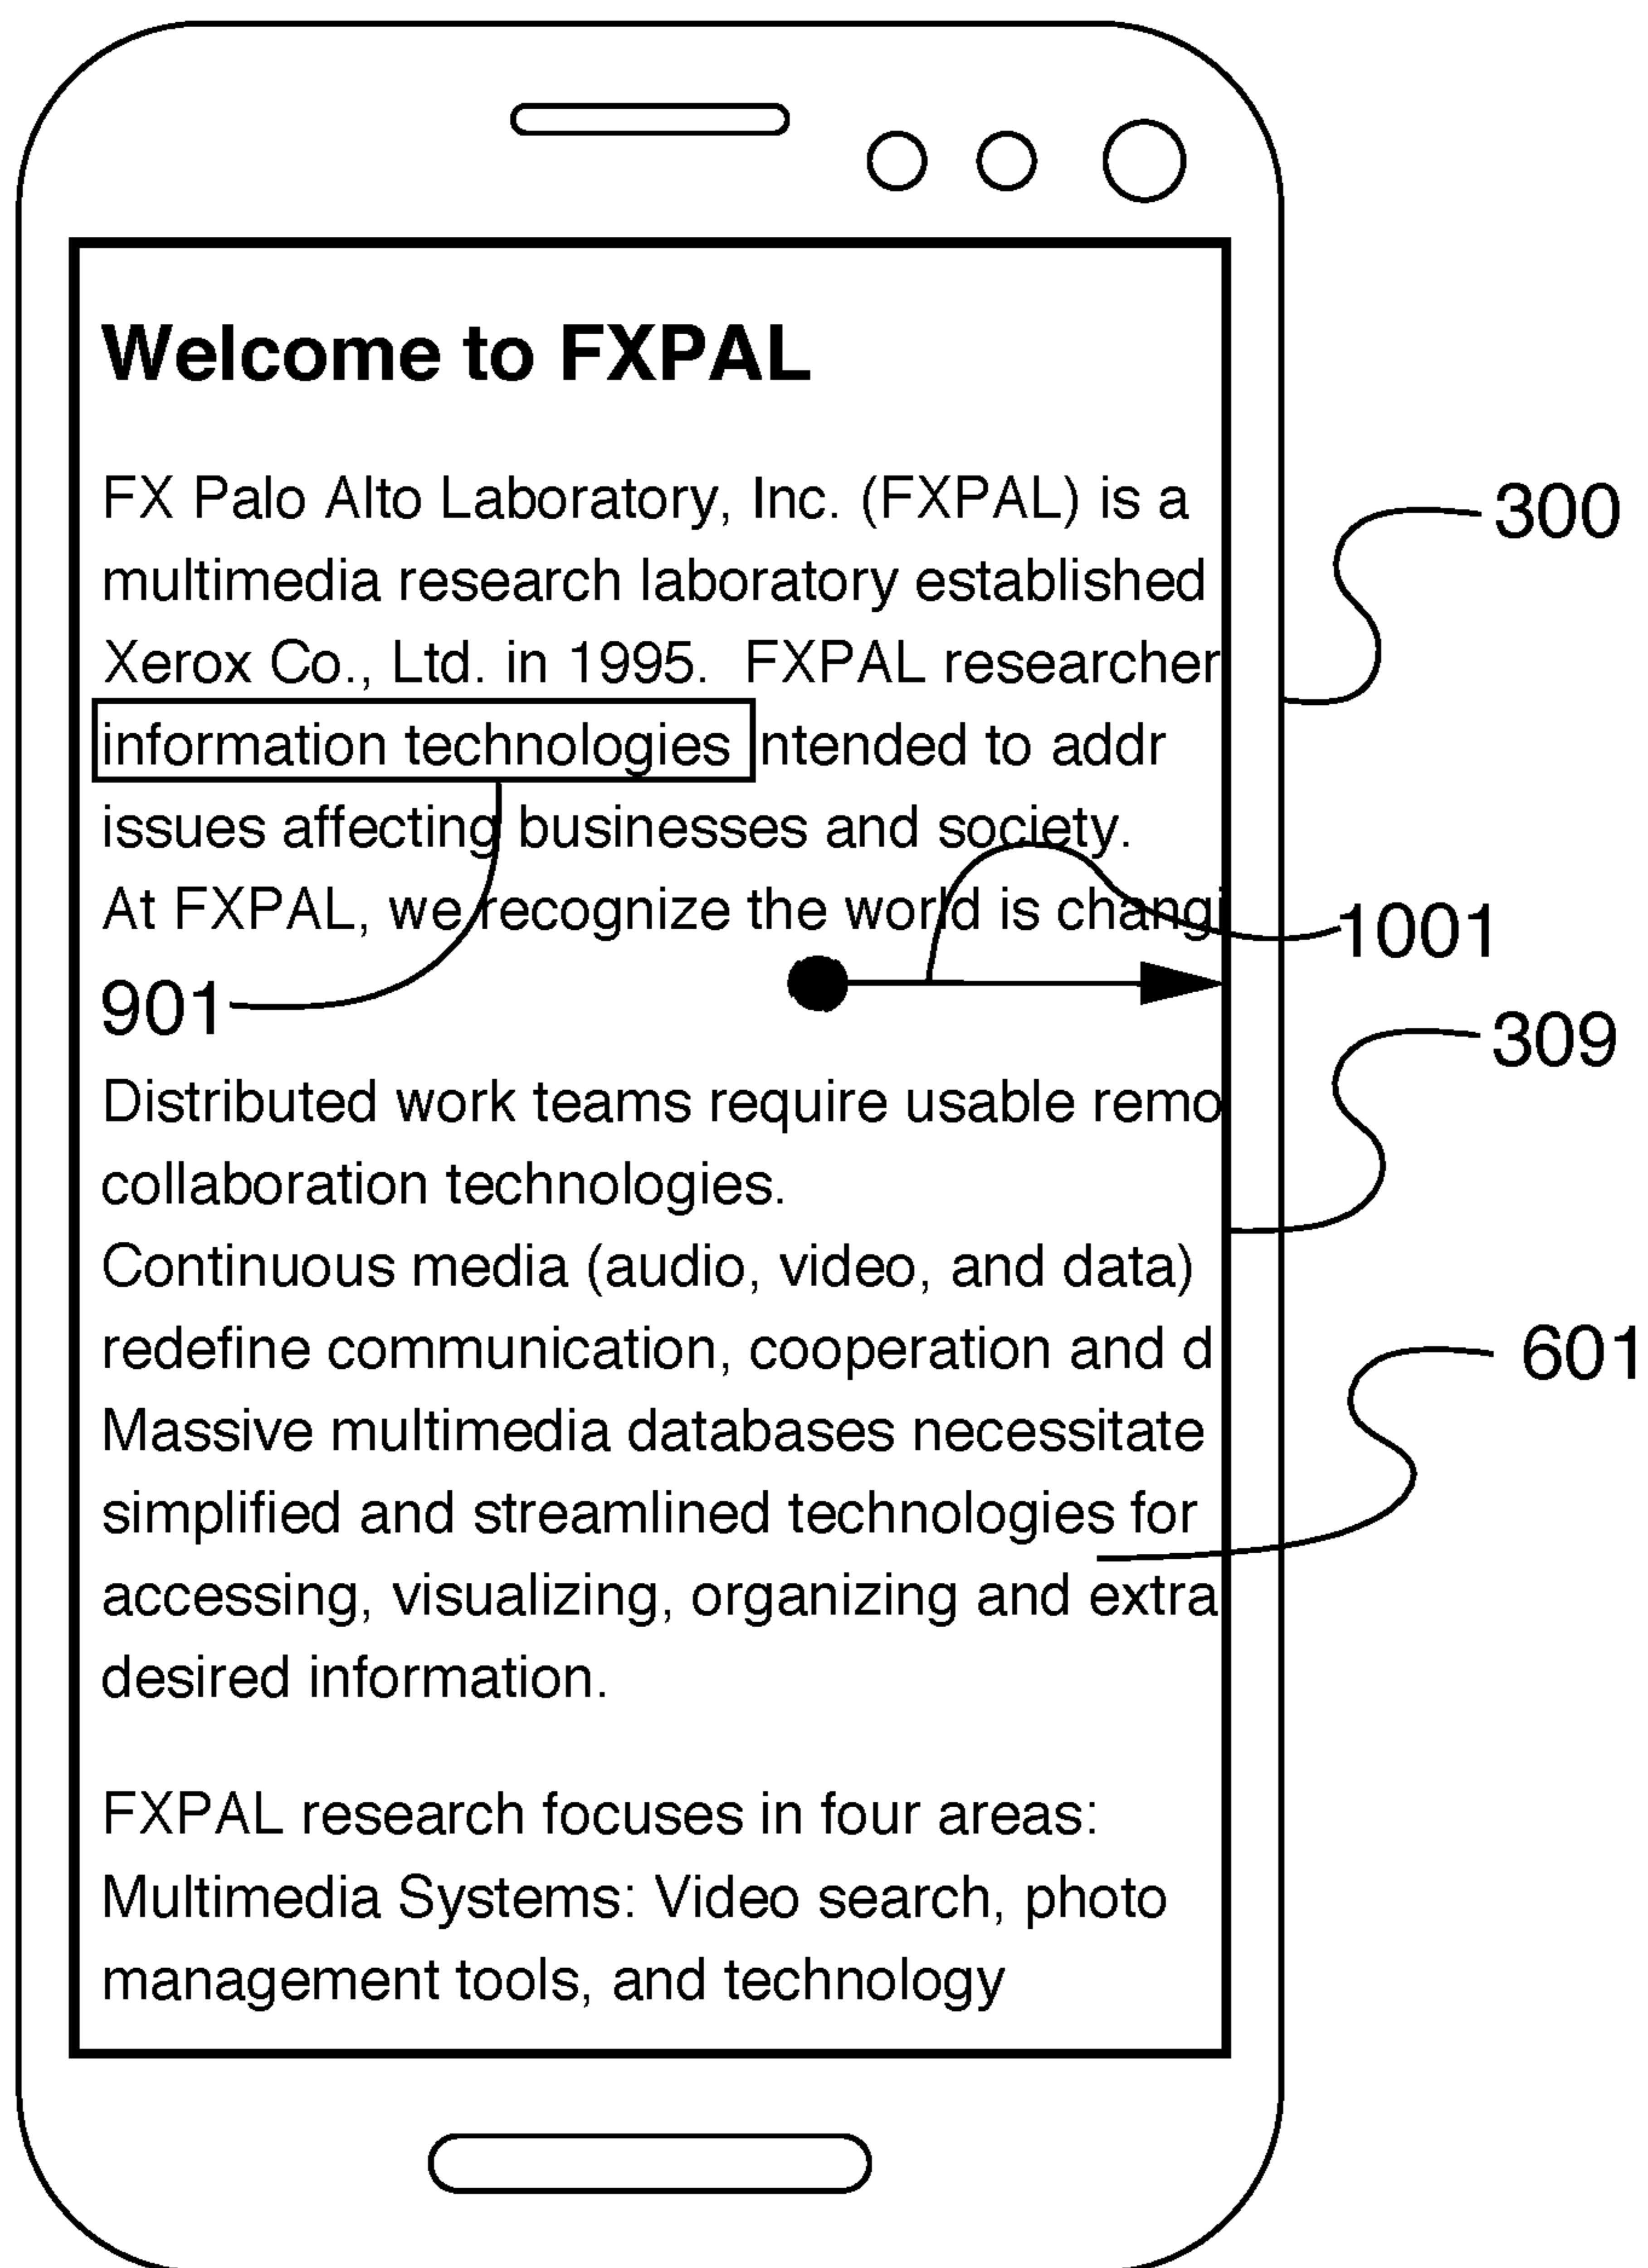 Welcome to FXPAL
FX Palo Alto Laboratory, Inc. (FXPAL) is a
multimedia research laboratory established
Xerox Co., Ltd. in 1995. FXPAL researcher
information technologies ntended to addr
issues affecting businesses and society.
At FXPAL, we recognize the world is changi
901
Distributed work teams require usable remo
collaboration technologies.
Continuous media (audio, video, and data)
redefine communication, cooperation and d
Massive multimedia databases necessitate
simplified and streamlined technologies for
accessing, visualizing, organizing and extra
desired information.
FXPAL research focuses in four areas:
Multimedia Systems: Video search, photo
management tools, and technology
300
1001
309
601